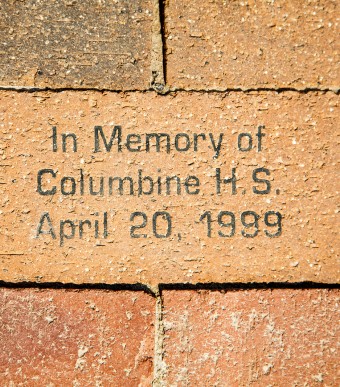 In Memory of
Columbine H.S.
April 20, 1999